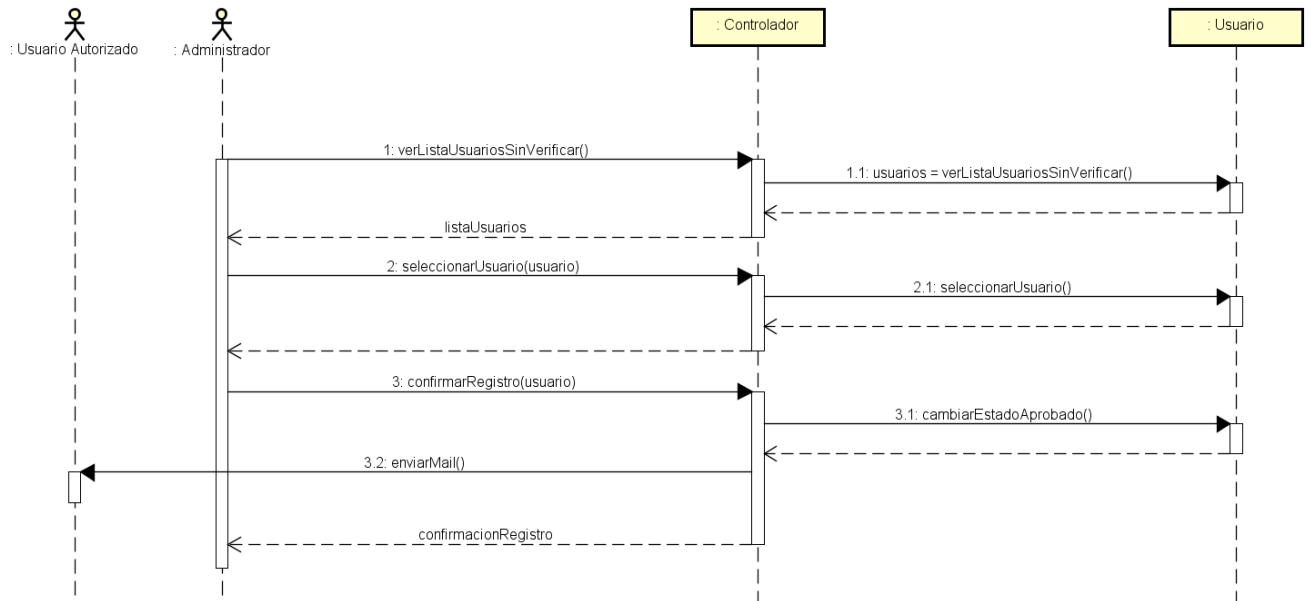 : Usuario Autorizado
: Administrador
: Controlador
: Usuario
1: verListaUsuariosSinVerificar()
1.1: usuarios = verListaUsuariosSinVerificar()
listaUsuarios
2: seleccionarUsuario(usuario)
2.1: seleccionarUsuario()
3: confirmarRegistro(usuario)
3.1: cambiarEstadoAprobado()
3.2: enviarMail()
confirmacionRegistro